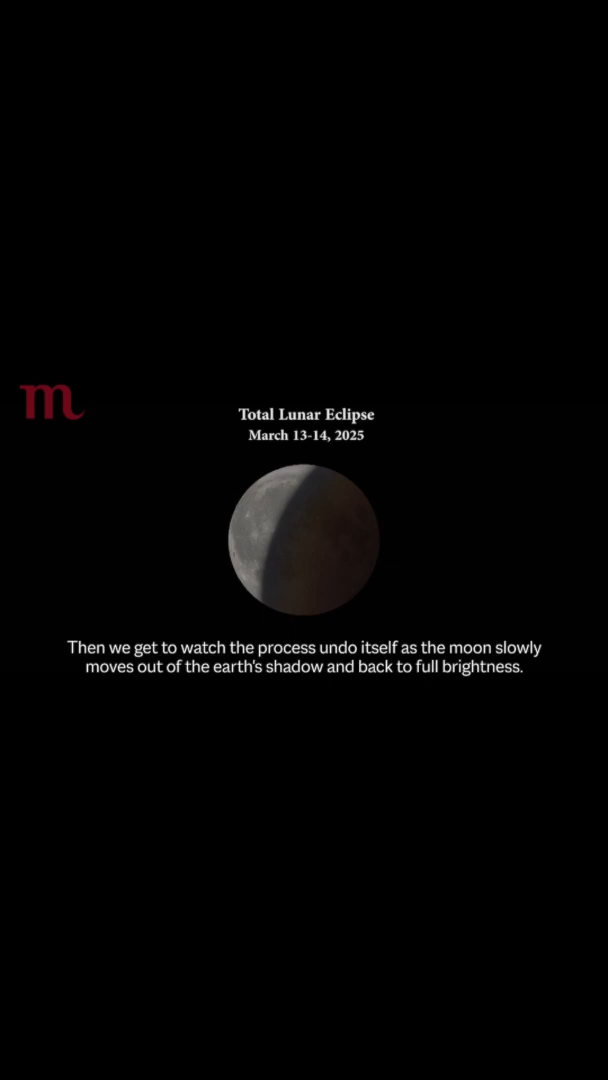 m
Total Lunar Eclipse
March 13-14, 2025
Then we get to watch the process undo itself as the moon slowly
moves out of the earth's shadow and back to full brightness.